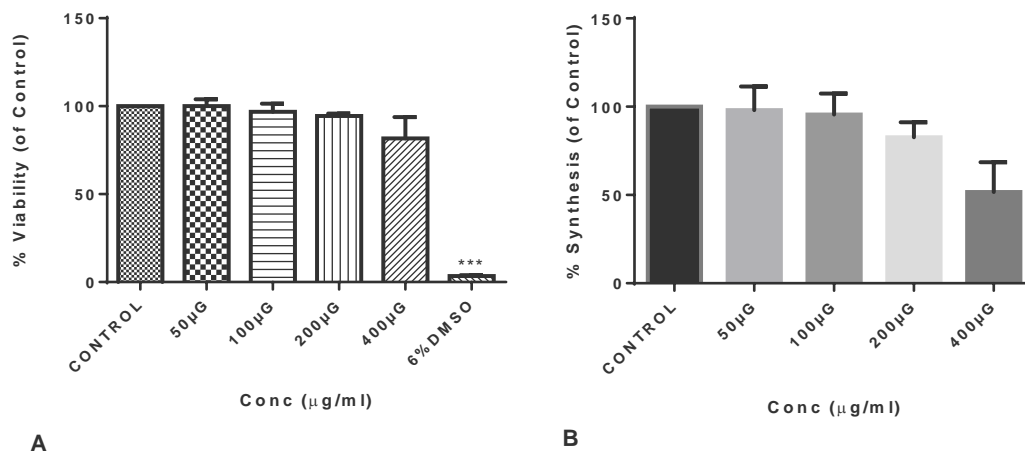 % Viability (of Control)
150
100
50
0
***
CONTROL
50µG
100µG
200µG
400µG
6%DMSO
Conc (µg/ml)
A
% Synthesis (of Control)
150
100
50
0
CONTROL
50µG
100µG
200µG
400µG
Conc (µg/ml)
B